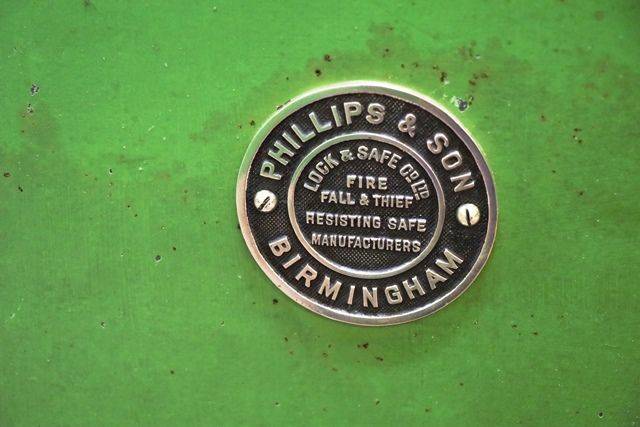 PHILLIPS & SON
LOCK & SAFE CO LTD
FIRE
FALL & THIEF
RESISTING SAFE
MANUFACTURERS
BIRMINGHAM